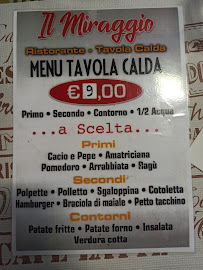 Il Miraggio
Ristorante - Tavola Calda
MENU TAVOLA CALDA
€9,00
Primo • Secondo • Contorno • 1/2 Acqua
...a Scelta...
Primi
Cacio e Pepe • Amatriciana
Pomodoro • Arrabbiata • Ragù
Secondi
Polpette • Polletto • Sgaloppina • Cotoletta
Hamburger • Braciola di maiale • Petto tacchino
Contorni
Patate fritte • Patate forno • Insalata
Verdura cotta